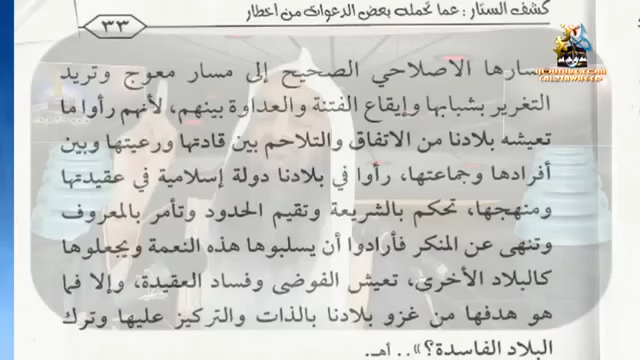 كشف الستار : عما تحمله بعض الدعوات من أخطار
٣٣
مسارها الاصلاحي الصحيح إلى مسار معوج وتريد
التغرير بشبابها وإيقاع الفتنة والعداوة بينهم، لأنهم رأوا ما
تعيشه بلادنا من الاتفاق والتلاحم بين قادتها ورعيتها وبين
أفرادها وجماعتها، رأوا في بلادنا دولة إسلامية في عقيدتها
ومنهجها، تحكم بالشريعة وتقيم الحدود وتأمر بالمعروف
وتنهى عن المنكر فأرادوا أن يسلبوها هذه النعمة ويجعلوها
كالبلاد الأخرى، تعيش الفوضى وفساد العقيدة، وإلا فما
هو هدفها من غزو بلادنا بالذات والتركيز عليها وترك
البلاد الفاسدة؟» .. أهـ.